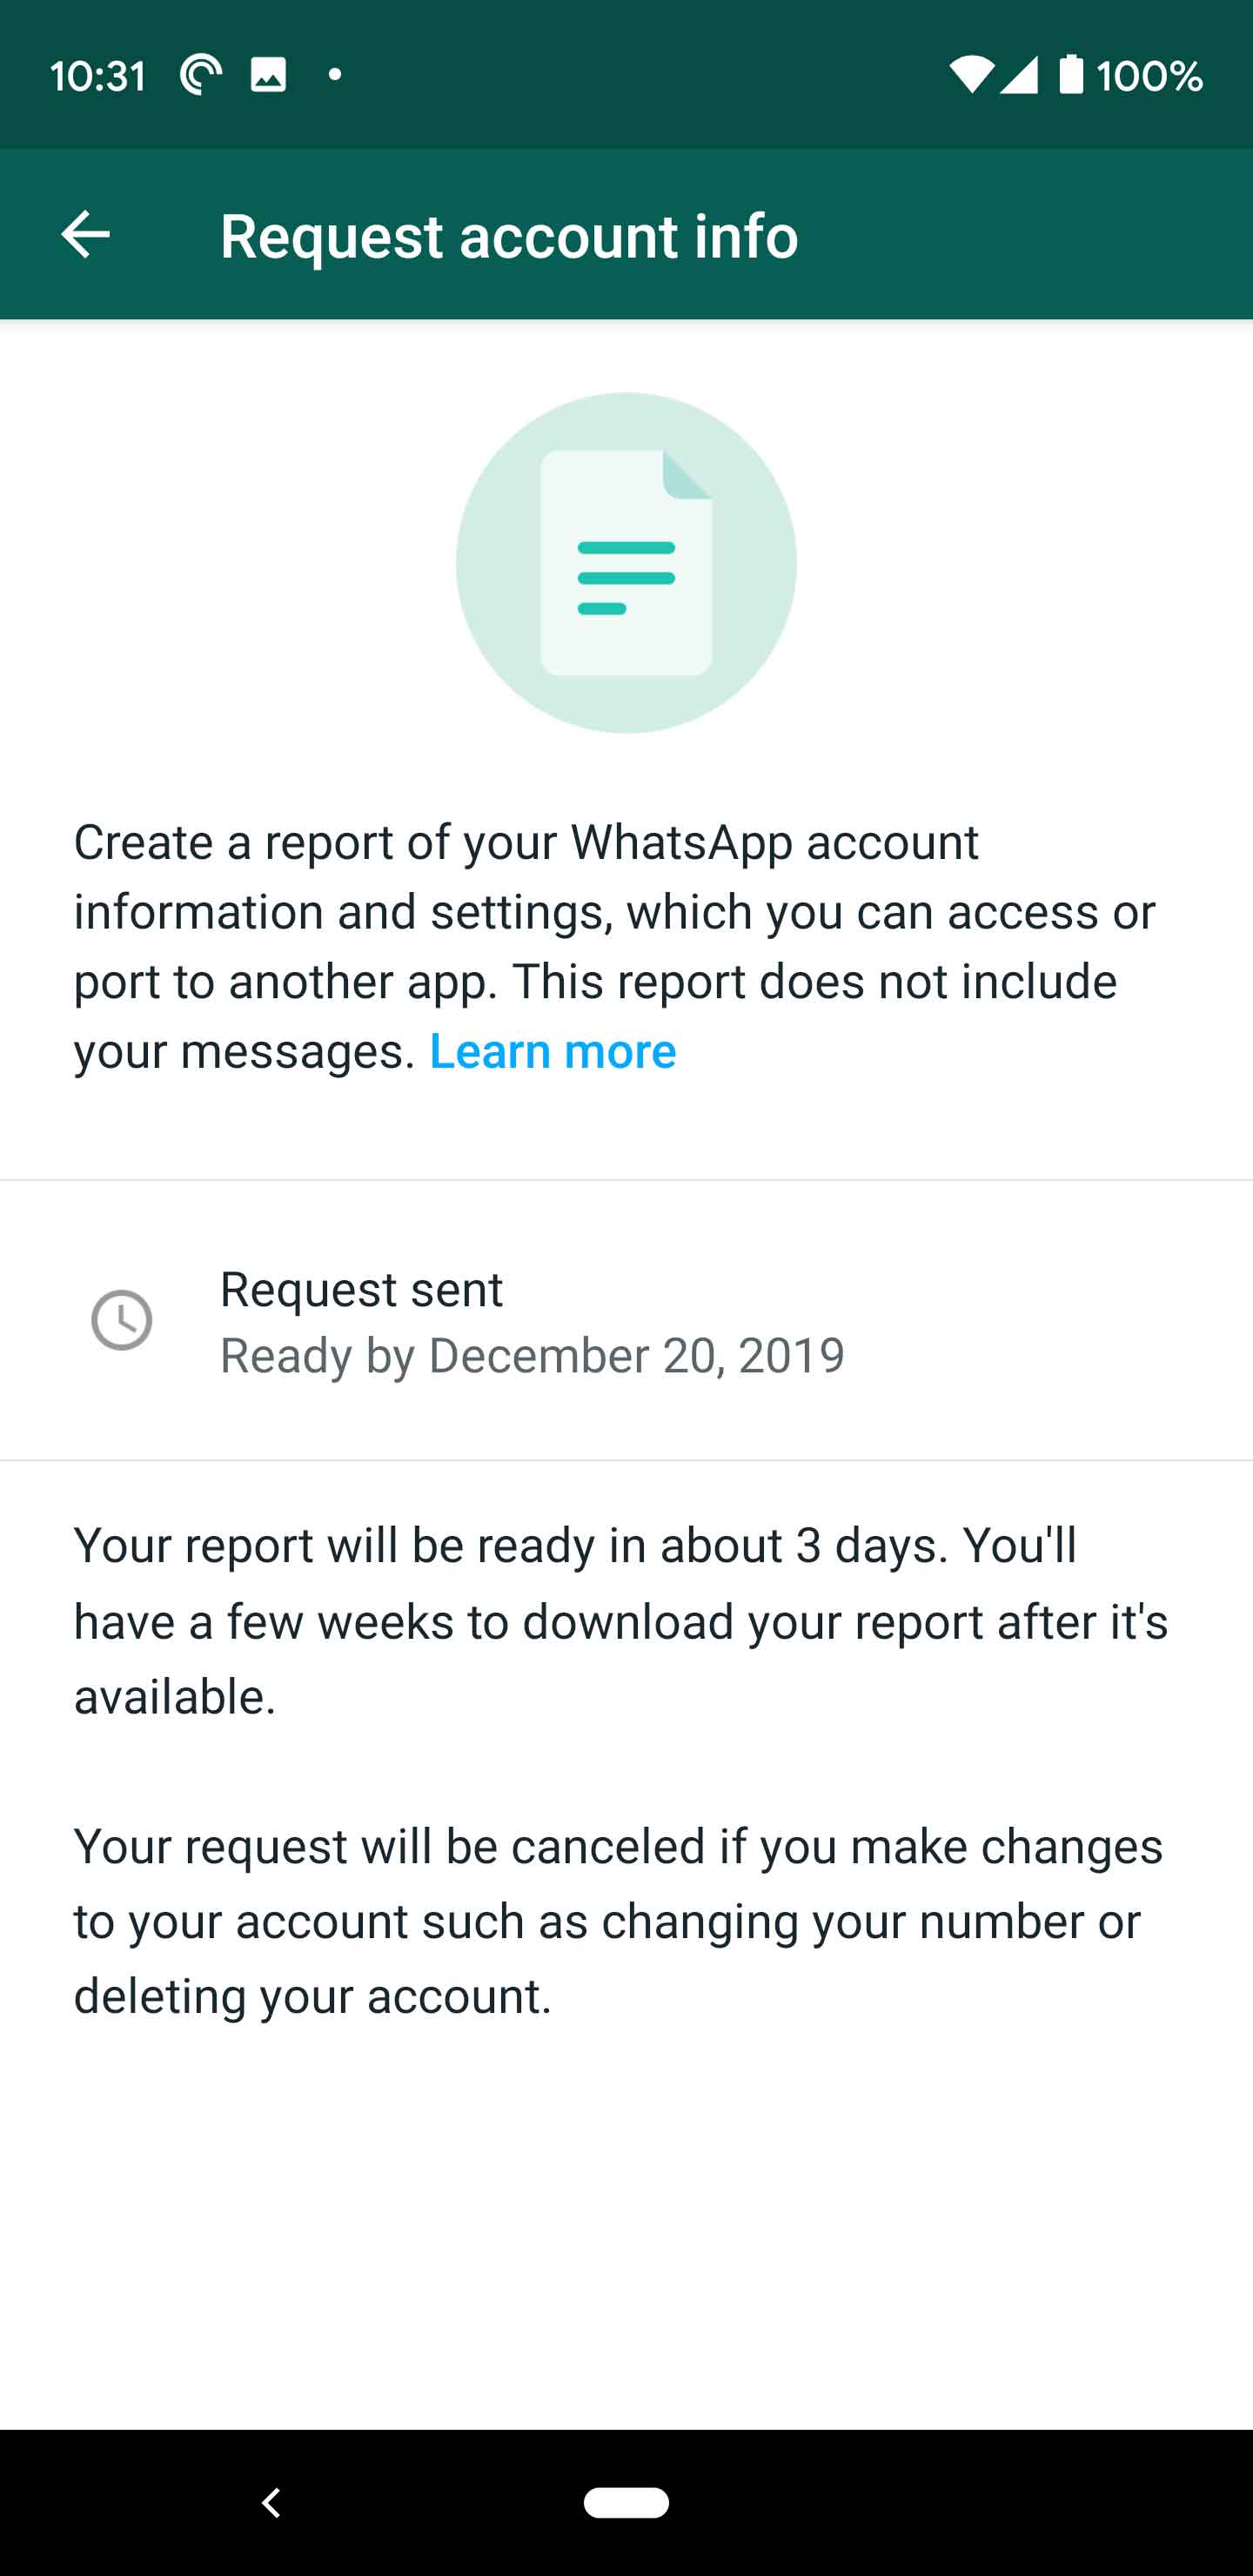 10:31
100%
Request account info
Create a report of your WhatsApp account
information and settings, which you can access or
port to another app. This report does not include
your messages. Learn more
Request sent
Ready by December 20, 2019
Your report will be ready in about 3 days. You'll
have a few weeks to download your report after it's
available.
Your request will be canceled if you make changes
to your account such as changing your number or
deleting your account.